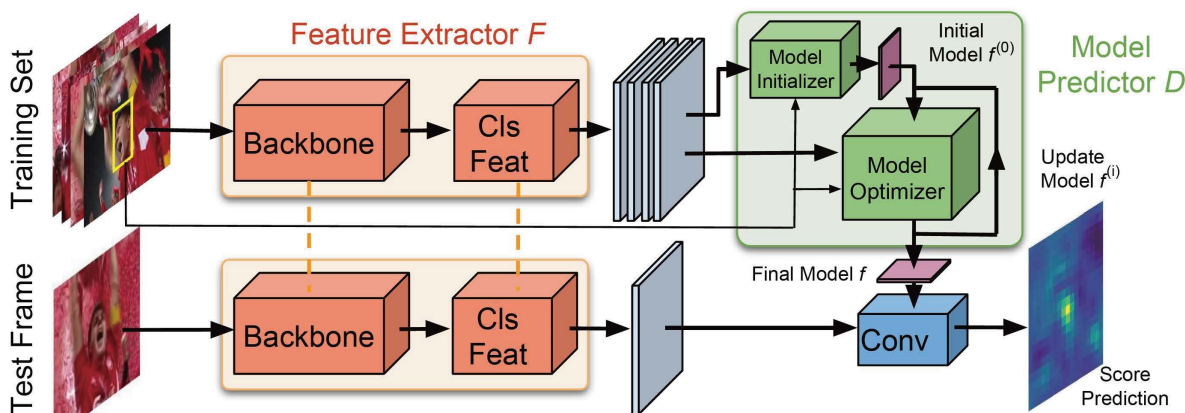 Training Set
Feature Extractor F
Backbone
Cls
Feat
Model
Initializer
Initial
Model f(0)
Model
Predictor D
Model
Optimizer
Update
Model f(i)
Test Frame
Backbone
Cls
Feat
Final Model f
Conv
Score
Prediction